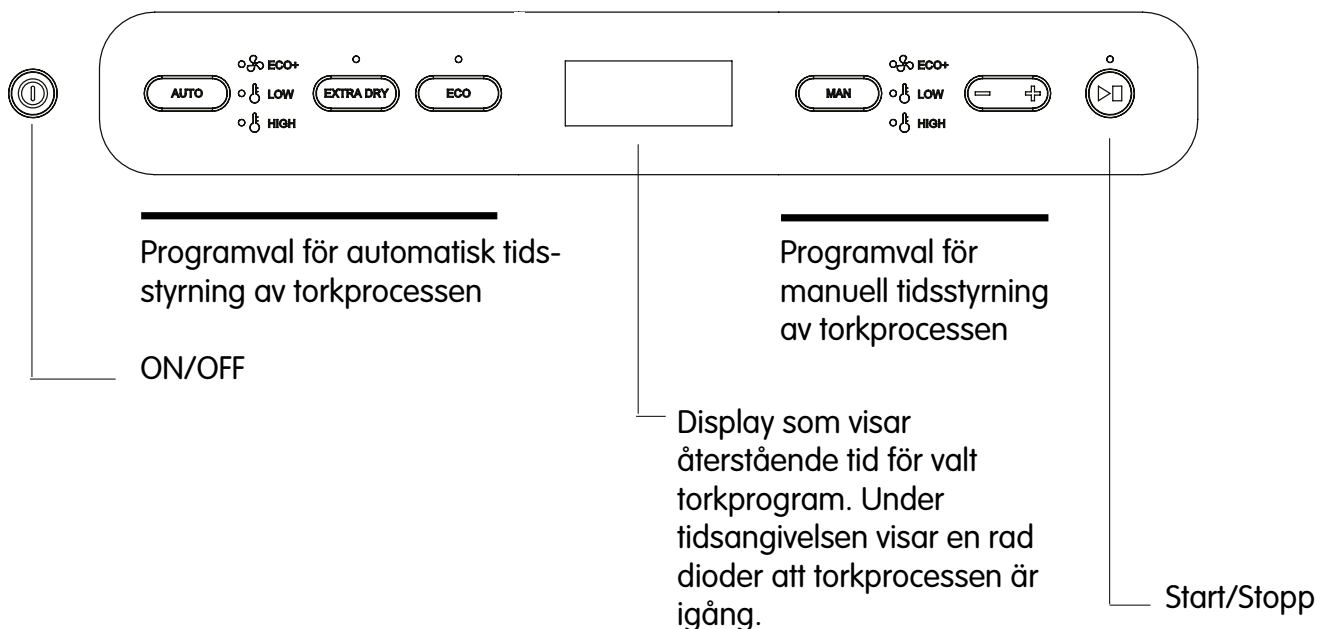 ECO+
AUTO
LOW
HIGH
EXTRA DRY
ECO
MAN
ECO+
LOW
HIGH
Programval för automatisk tids-
styrning av torkprocessen
ON/OFF
Programval för
manuell tidsstyrning
av torkprocessen
Display som visar
återstående tid för valt
torkprogram. Under
tidsangivelsen visar en rad
dioder att torkprocessen är
igång.
Start/Stopp